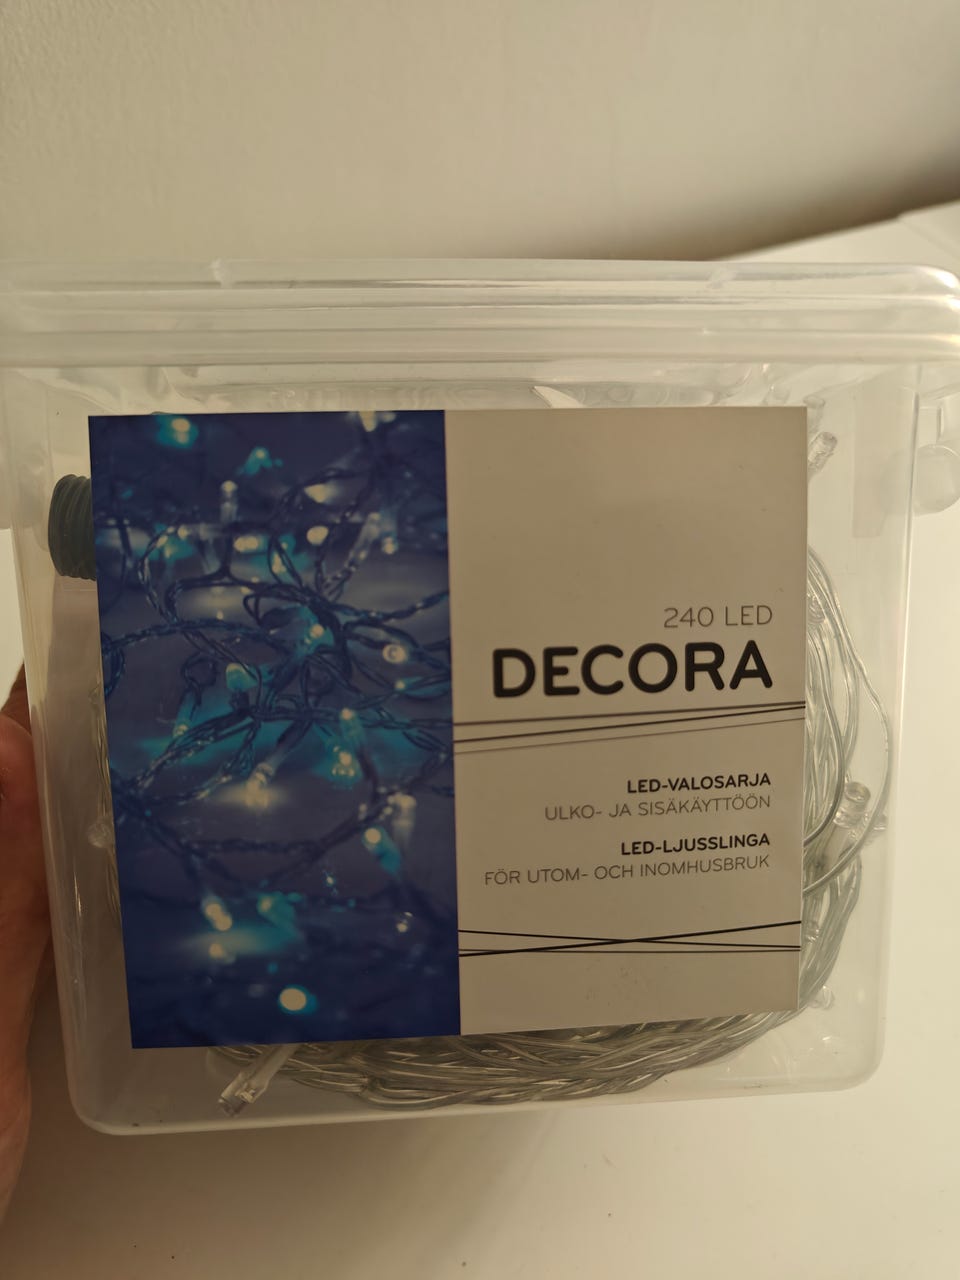 240 LED
DECORA
LED-VALOSARJA
ULKO- JA SISÄKÄYTTÖÖN
LED-LJUSSLINGA
FÖR UTOM- OCH INOMHUSBRUK